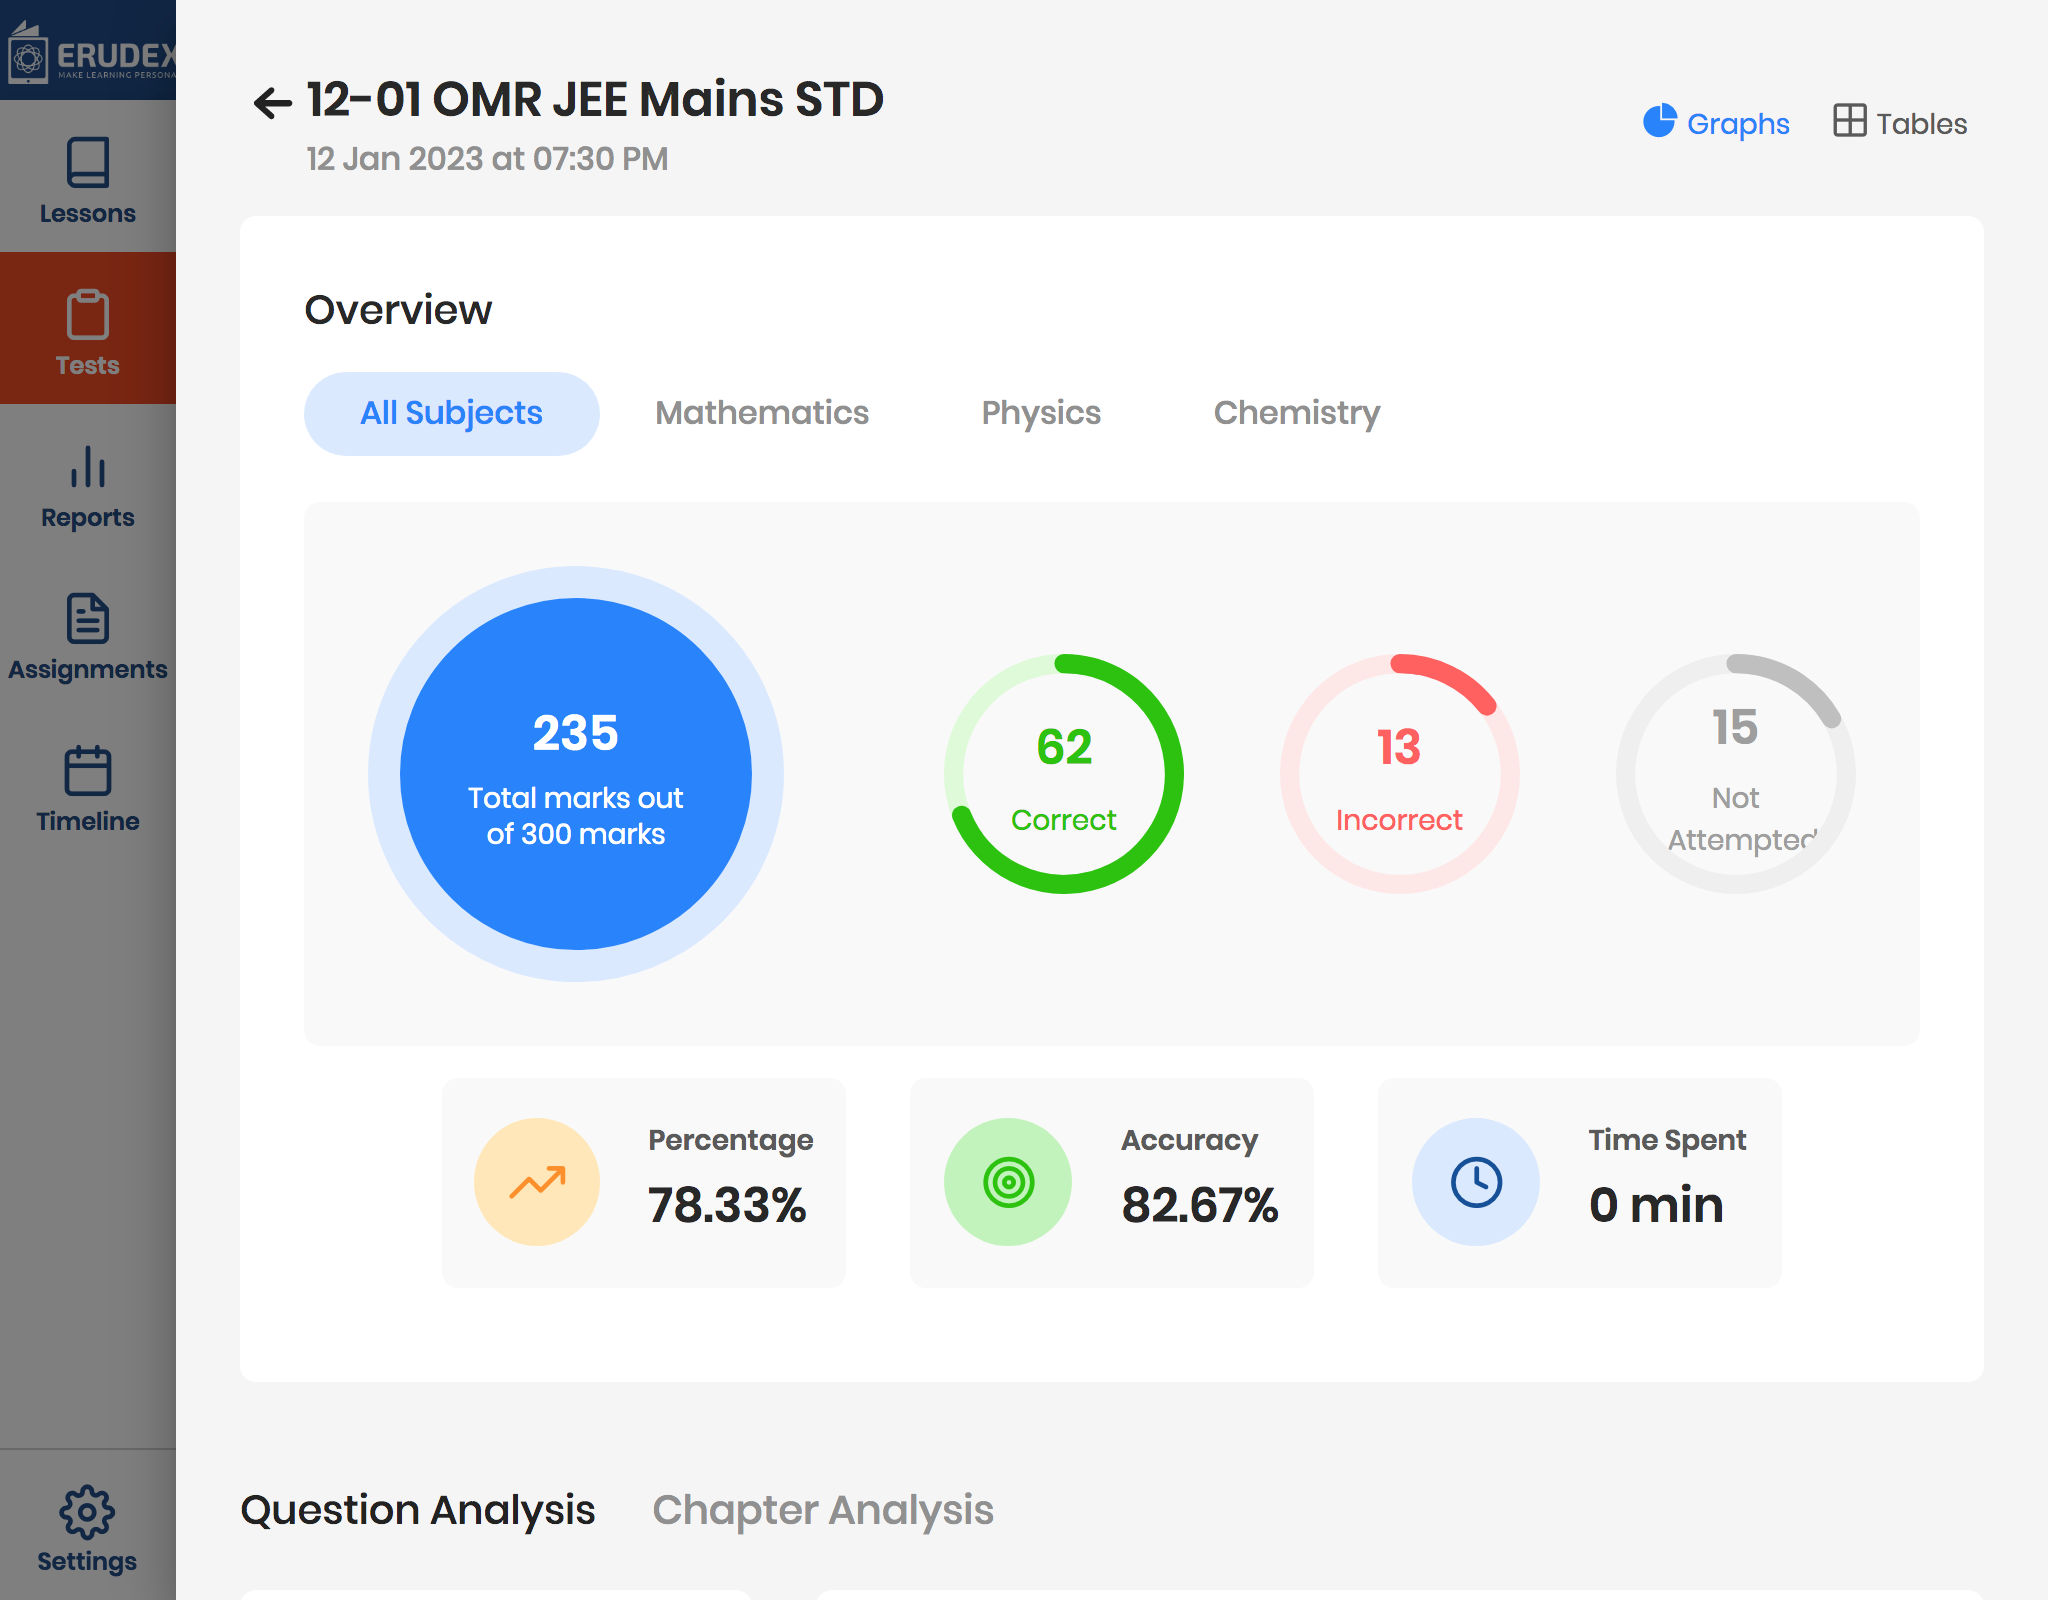 ERUDEX
MAKE LEARNING PERSONA
Lessons
Tests
Reports
Assignments
Timeline
Settings
12-01 OMR JEE Mains STD
12 Jan 2023 at 07:30 PM
Graphs
Tables
Overview
All Subjects
Mathematics
Physics
Chemistry
235
Total marks out
of 300 marks
62
Correct
13
Incorrect
15
Not
Attempted
Percentage
78.33%
Accuracy
82.67%
Time Spent
0 min
Question Analysis
Chapter Analysis